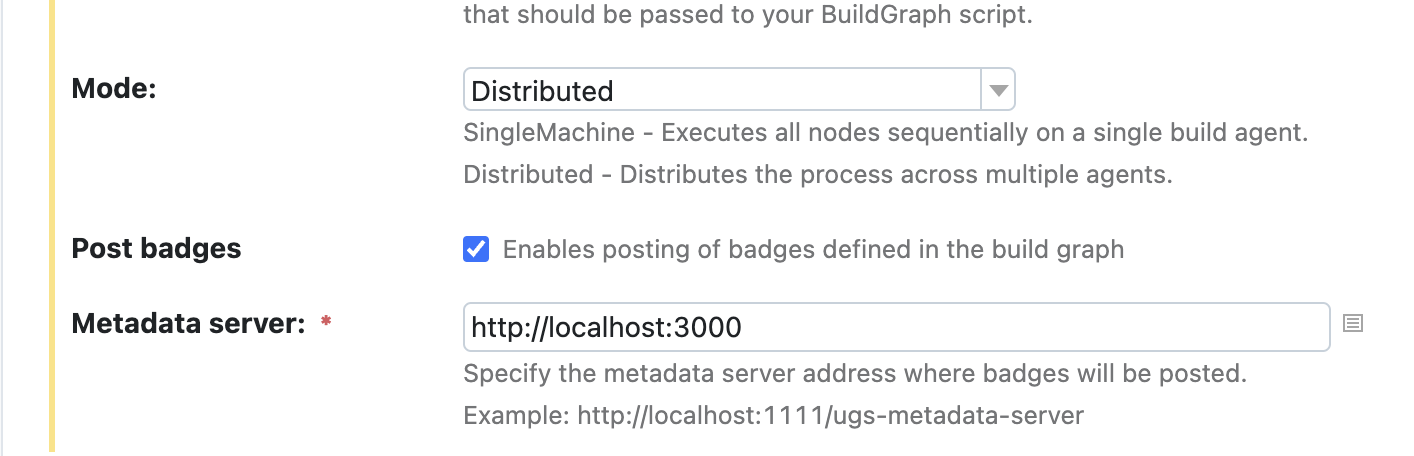 that should be passed to your BuildGraph script.
Mode:
Distributed
SingleMachine - Executes all nodes sequentially on a single build agent.
Distributed - Distributes the process across multiple agents.
Post badges
Enables posting of badges defined in the build graph
Metadata server: *
http://localhost:3000
Specify the metadata server address where badges will be posted.
Example: http://localhost:1111/ugs-metadata-server